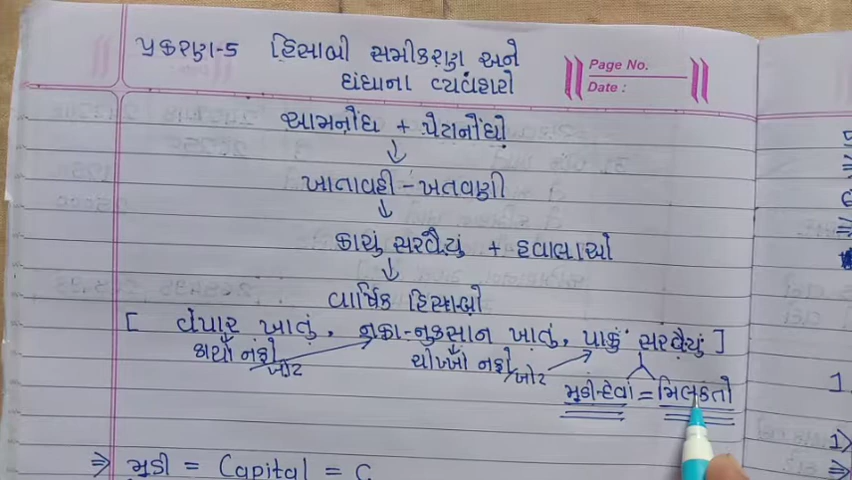 પ્રકરણ-5 હિસાબી સમીકરણ અને
ધંધાના વ્યવહારો
Page No.
Date :
આમનોંધ + પેટાનોંધો
↓
ખાતાવહી - ખતવણી
↓
કાચું સરવૈયું + હવાલાઓ
↓
વાર્ષિક હિસાબો
[ વેપાર ખાતું, નફા-નુકસાન ખાતું, પાકું સરવૈયું ]
કાચો નફો/ખોટ ચોખ્ખો નફો/ખોટ
મુડી-દેવાં = મિલકતો
⇒ મુડી = Capital = C